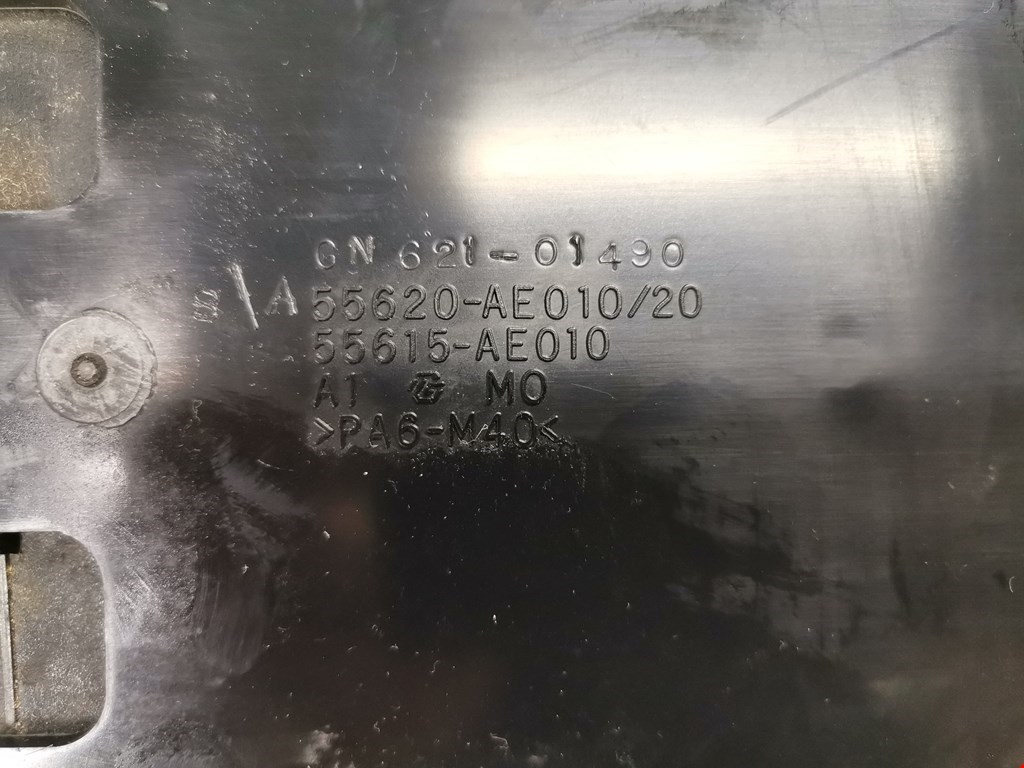 GN 621-01490
A 55620-AE010/20
55615-AE010
A1 MO
>PA6-M40<